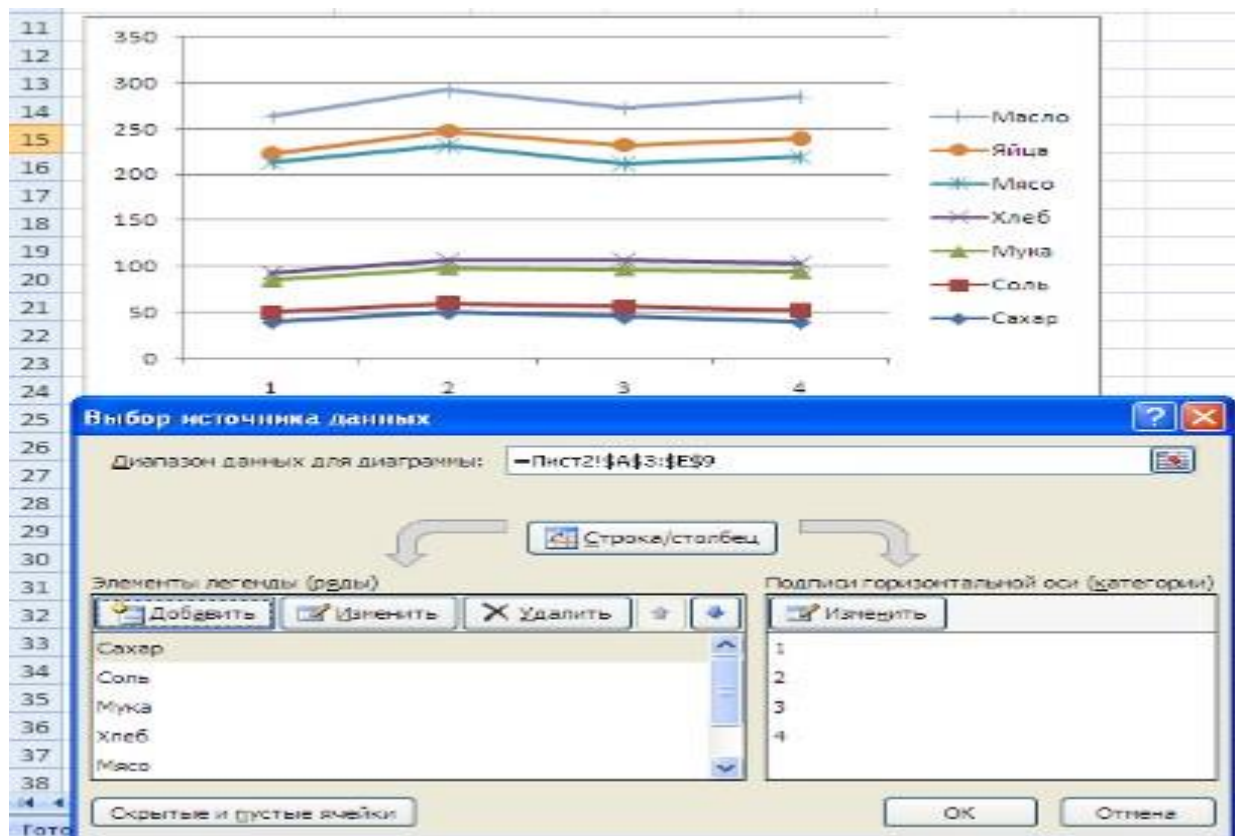 11
12
13
14
15
16
17
18
19
20
21
22
23
24
25
26
27
28
29
30
31
32
33
34
35
36
37
38
350
300
250
200
150
100
50
0
1 2 3 4
Масло
Яйца
Мясо
Хлеб
Мука
Соль
Сахар
Выбор источника данных
Диапазон данных для диаграммы: =Лист2!$A$3:$E$9
Строка/столбец
Элементы легенды (ряды)
Добавить Изменить Удалить
Сахар
Соль
Мука
Хлеб
Мясо
Подписи горизонтальной оси (категории)
Изменить
1
2
3
4
Скрытые и пустые ячейки
ОК Отмена
Гото